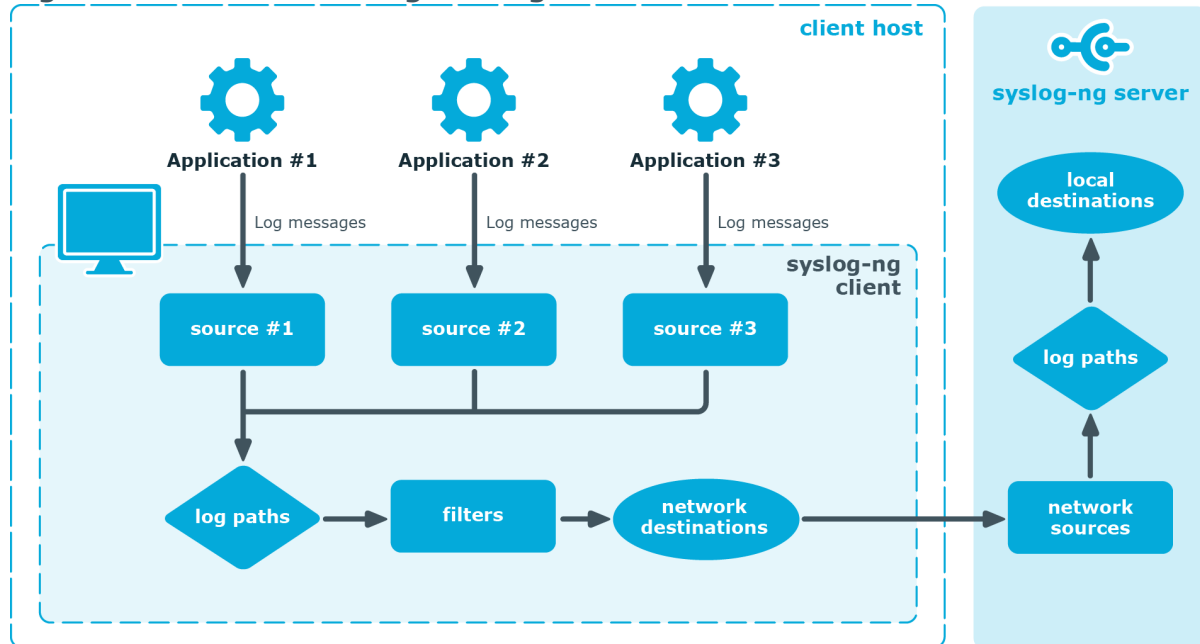 client host
syslog-ng server
Application #1
Application #2
Application #3
local
destinations
Log messages
Log messages
Log messages
syslog-ng
client
source #1
source #2
source #3
log paths
log paths
filters
network
destinations
network
sources